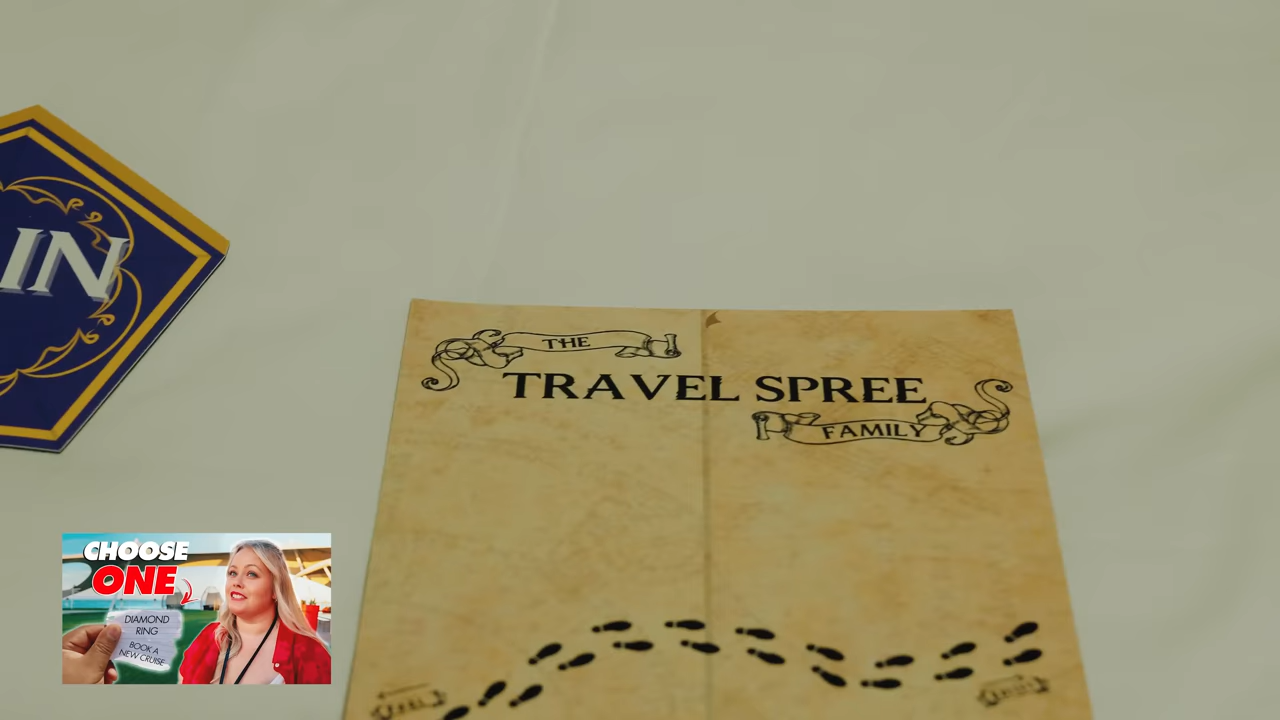 IN
THE
TRAVEL SPREE
FAMILY
CHOOSE
ONE
DIAMOND
RING
BOOK A
NEW CRUISE